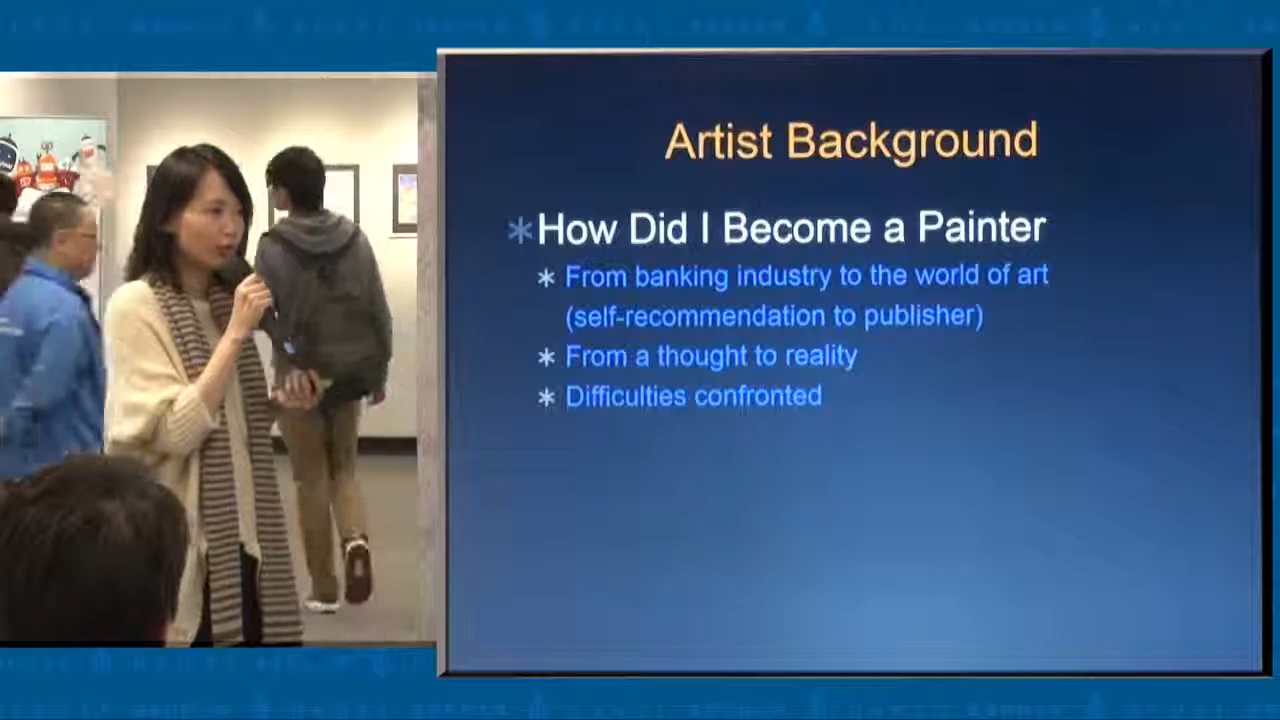 Artist Background
*How Did I Become a Painter
* From banking industry to the world of art
(self-recommendation to publisher)
* From a thought to reality
* Difficulties confronted